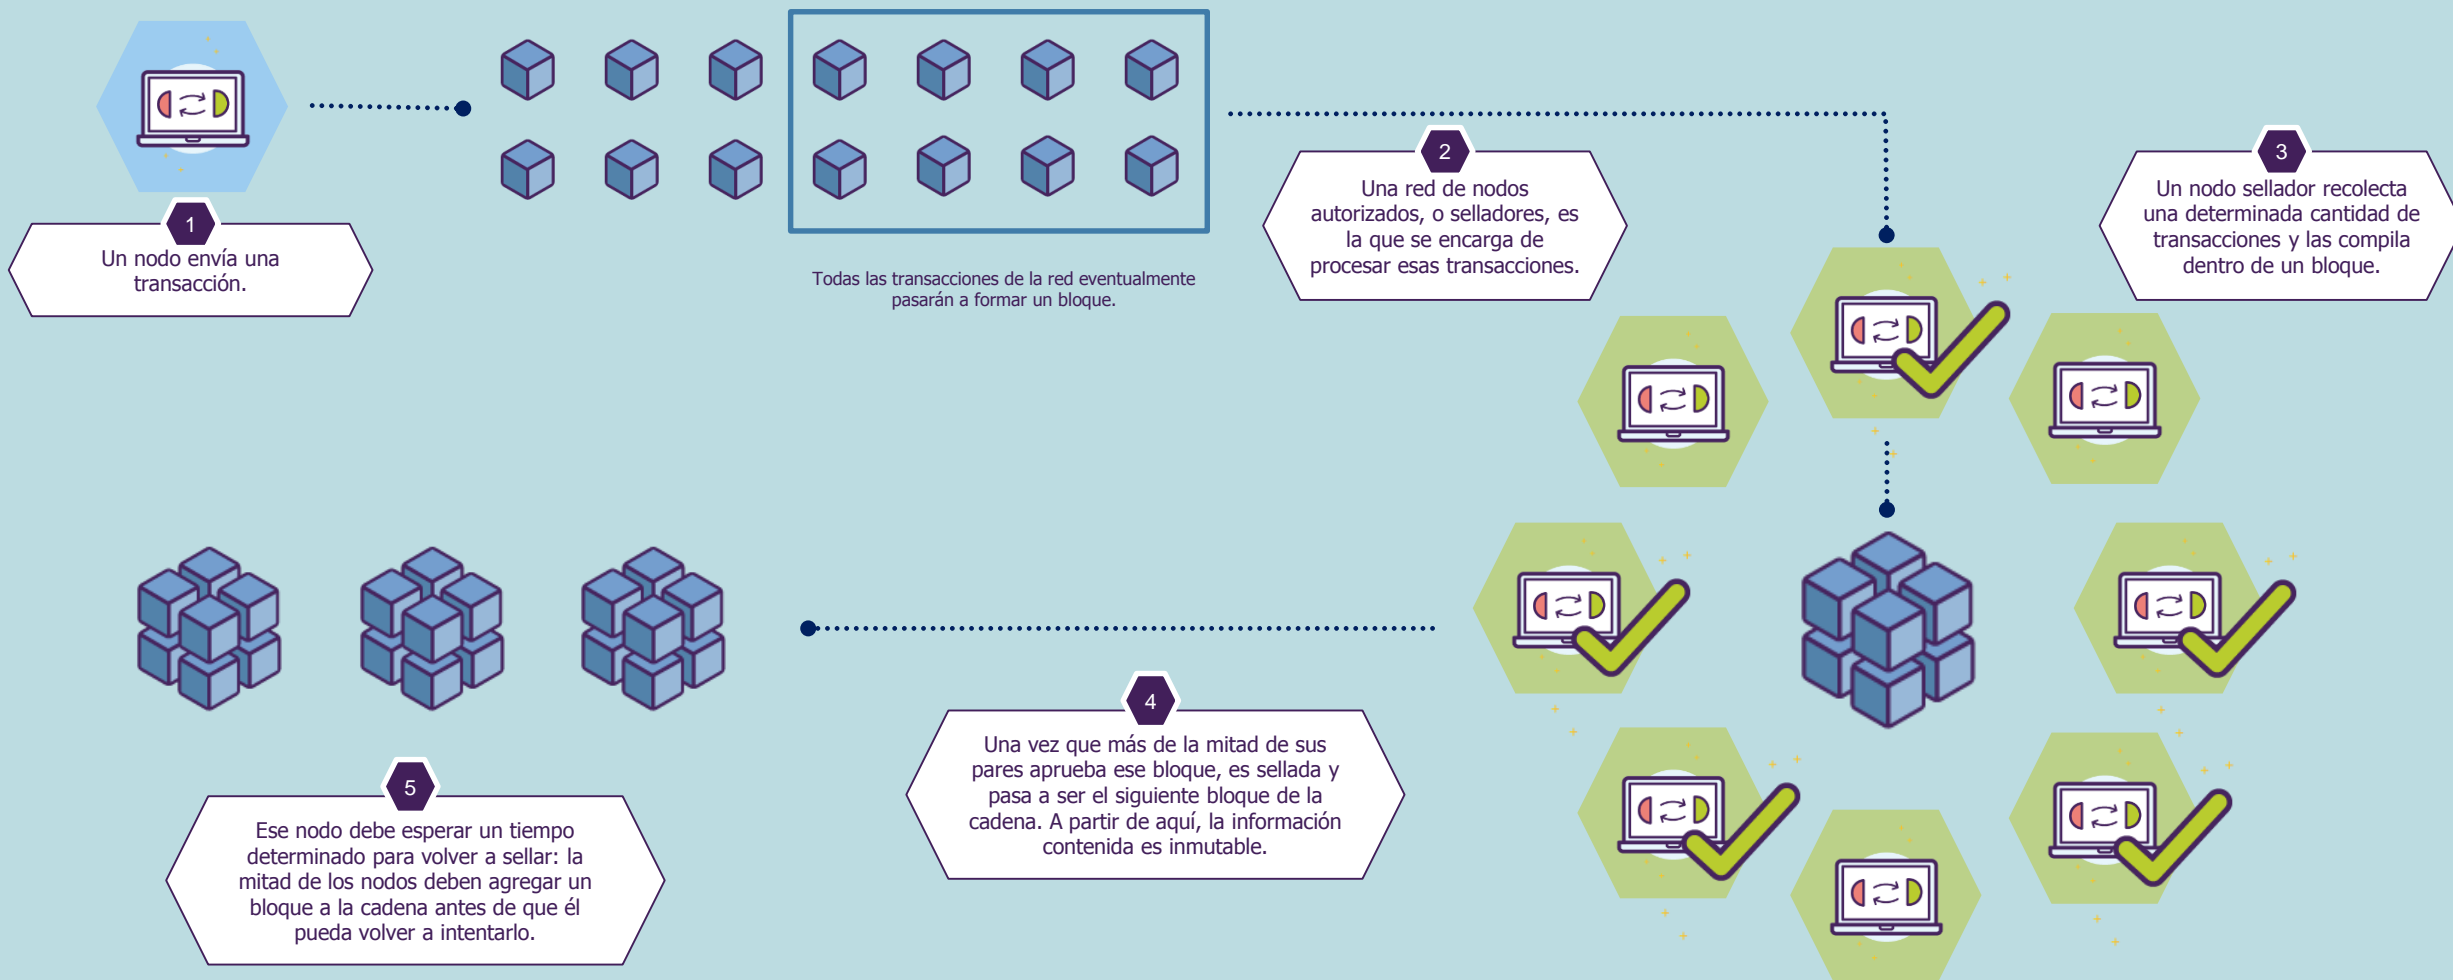 1
Un nodo envía una
transacción.
Todas las transacciones de la red eventualmente
pasarán a formar un bloque.
2
Una red de nodos
autorizados, o selladores, es
la que se encarga de
procesar esas transacciones.
3
Un nodo sellador recolecta
una determinada cantidad de
transacciones y las compila
dentro de un bloque.
4
Una vez que más de la mitad de sus
pares aprueba ese bloque, es sellada y
pasa a ser el siguiente bloque de la
cadena. A partir de aquí, la información
contenida es inmutable.
5
Ese nodo debe esperar un tiempo
determinado para volver a sellar: la
mitad de los nodos deben agregar un
bloque a la cadena antes de que él
pueda volver a intentarlo.